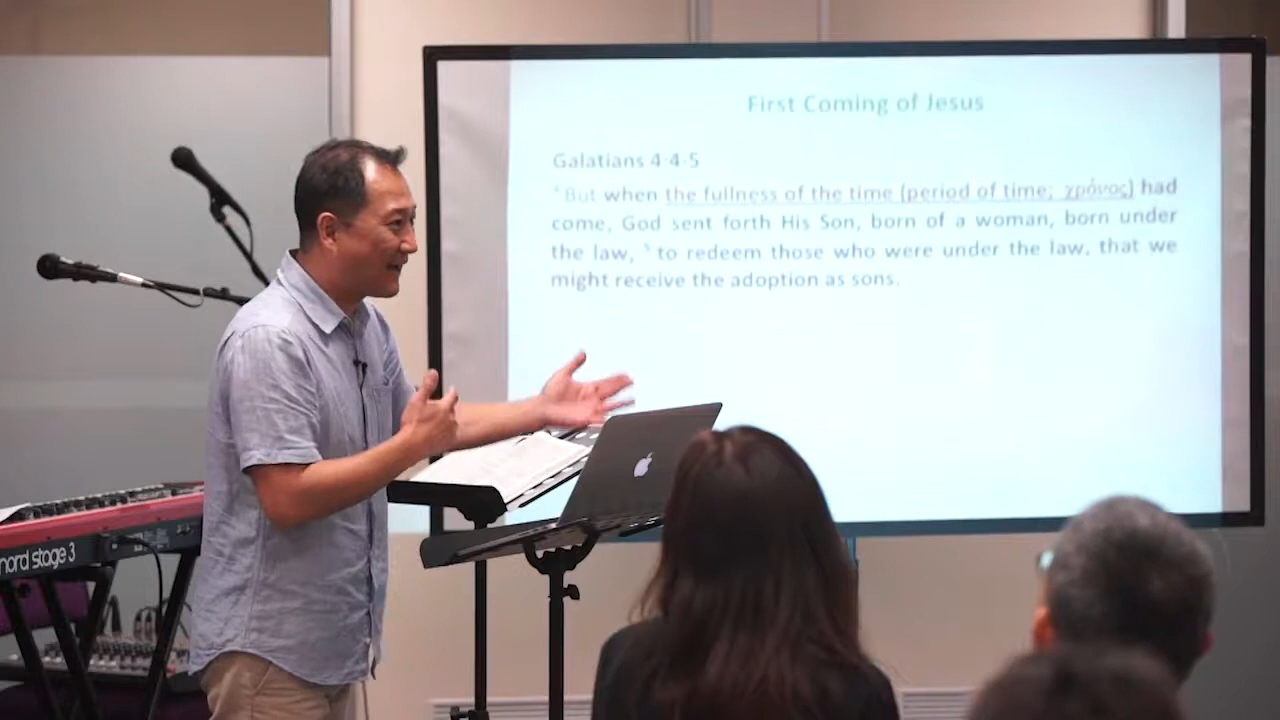 First Coming of Jesus
Galatians 4:4-5
4 But when the fullness of the time (period of time; χρόνος) had
come, God sent forth His Son, born of a woman, born under
the law, 5 to redeem those who were under the law, that we
might receive the adoption as sons.
nord stage 3